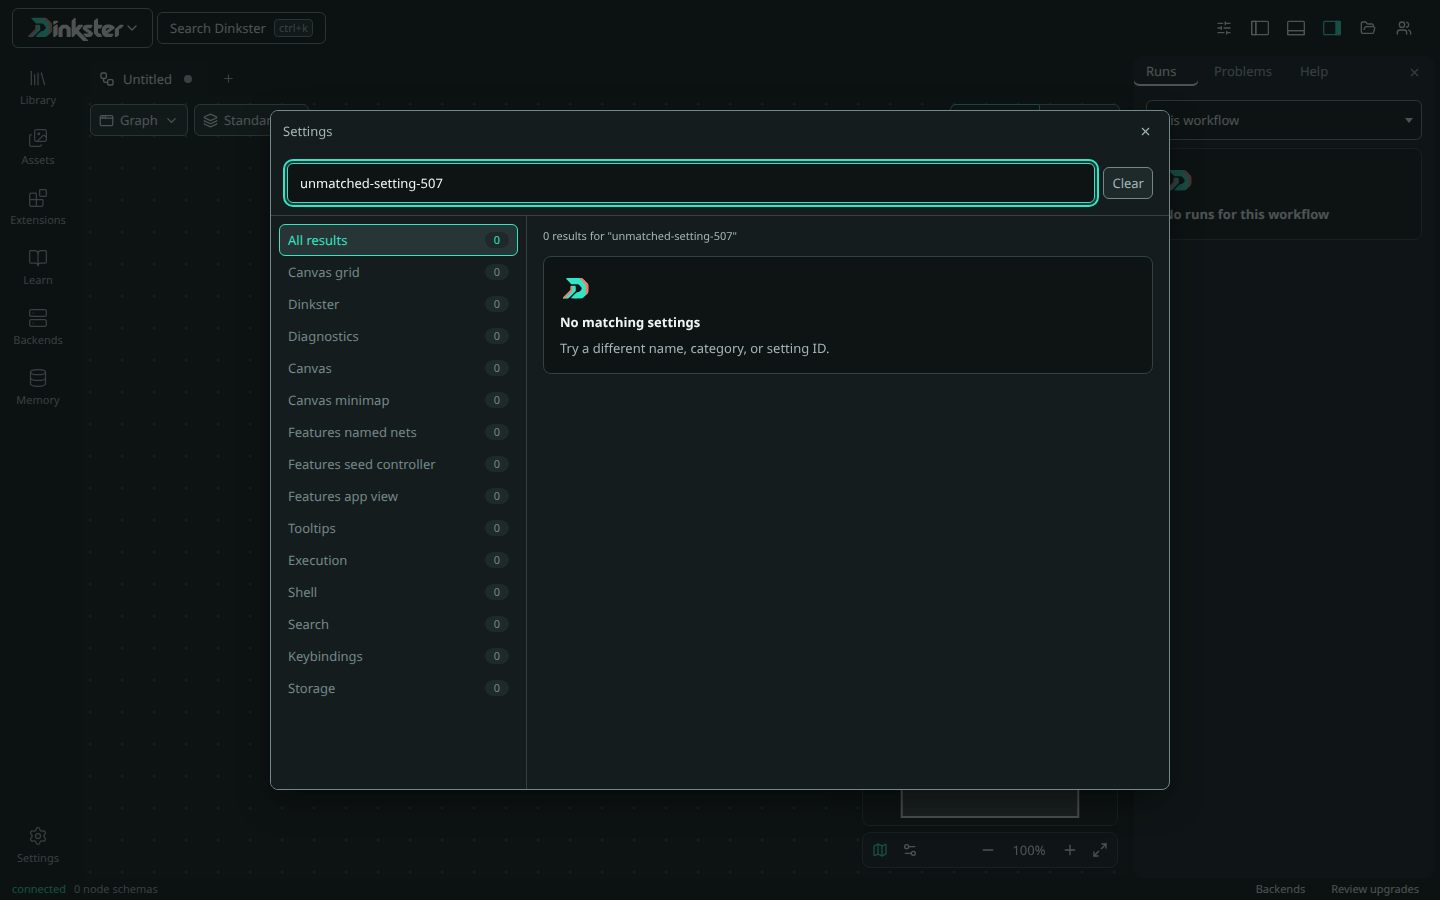 Dinkster
Search Dinkster ctrl+k
Untitled
Runs
Problems
Help
Library
Assets
Extensions
Learn
Backends
Memory
Settings
Graph
Standar
is workflow
o runs for this workflow
Settings
unmatched-setting-507
Clear
All results 0
Canvas grid 0
Dinkster 0
Diagnostics 0
Canvas 0
Canvas minimap 0
Features named nets 0
Features seed controller 0
Features app view 0
Tooltips 0
Execution 0
Shell 0
Search 0
Keybindings 0
Storage 0
0 results for "unmatched-setting-507"
No matching settings
Try a different name, category, or setting ID.
100%
connected 0 node schemas
Backends
Review upgrades